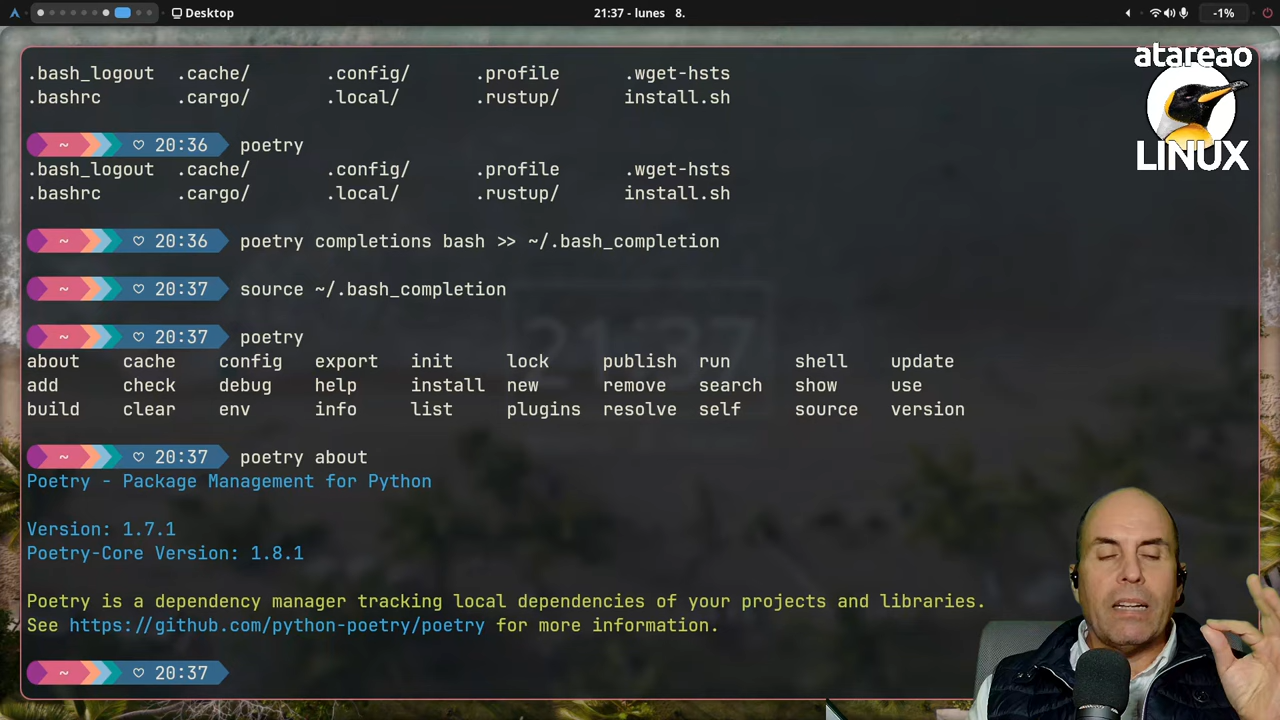 Desktop
21:37 - lunes 8.
-1%
.bash_logout .cache/ .config/ .profile .wget-hsts
.bashrc .cargo/ .local/ .rustup/ install.sh
~ ♡ 20:36 poetry
.bash_logout .cache/ .config/ .profile .wget-hsts
.bashrc .cargo/ .local/ .rustup/ install.sh
~ ♡ 20:36 poetry completions bash >> ~/.bash_completion
~ ♡ 20:37 source ~/.bash_completion
~ ♡ 20:37 poetry
about cache config export init lock publish run shell update
add check debug help install new remove search show use
build clear env info list plugins resolve self source version
~ ♡ 20:37 poetry about
Poetry - Package Management for Python
Version: 1.7.1
Poetry-Core Version: 1.8.1
Poetry is a dependency manager tracking local dependencies of your projects and libraries.
See https://github.com/python-poetry/poetry for more information.
~ ♡ 20:37
21:37
atareao
LINUX